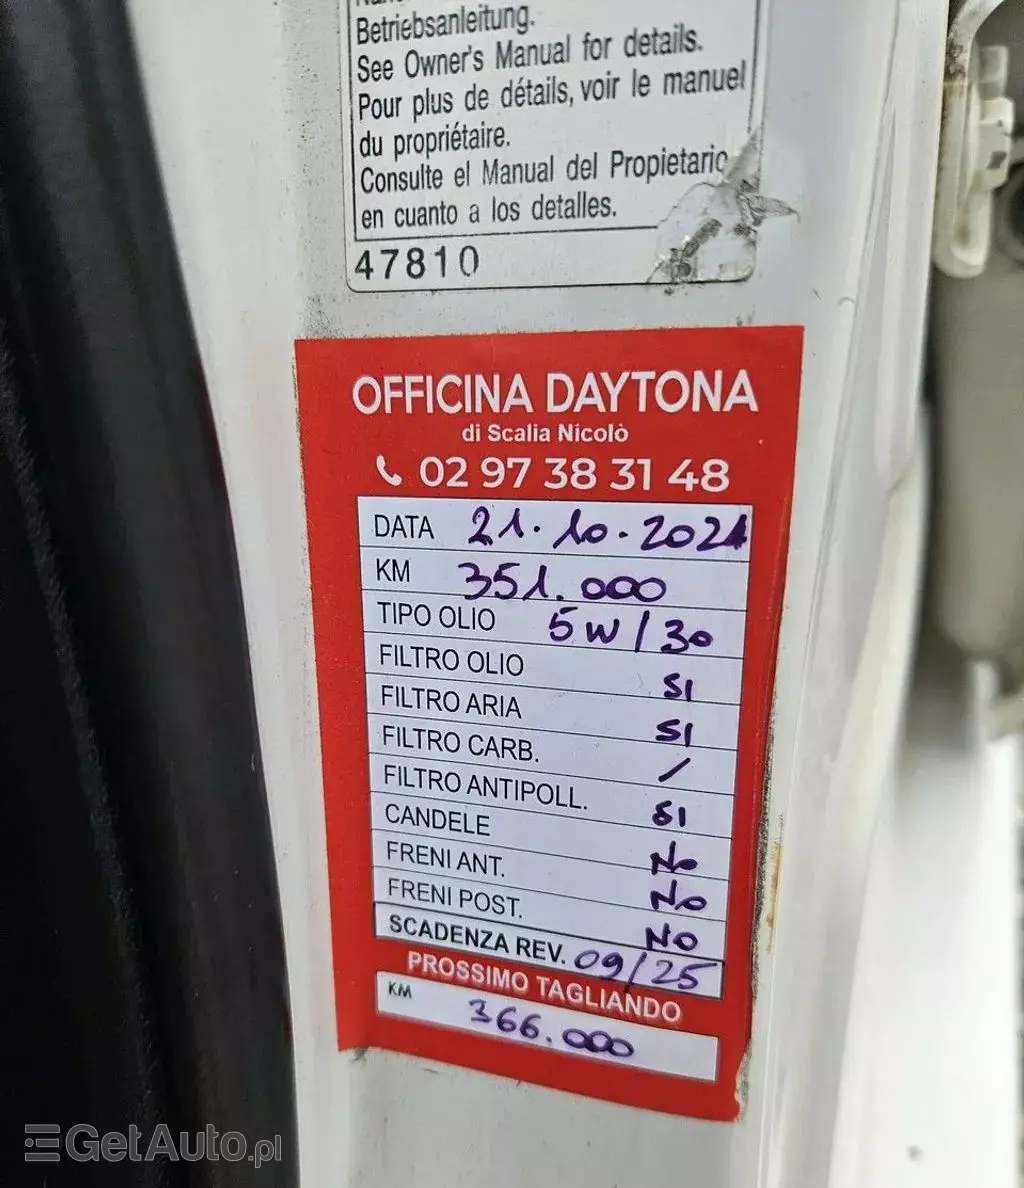 Betriebsanleitung.
See Owner's Manual for details.
Pour plus de détails, voir le manuel
du propriétaire.
Consulte el Manual del Propietario
en cuanto a los detalles.
47810
OFFICINA DAYTONA
di Scalia Nicolò
02 97 38 31 48
DATA 21.10.2021
KM 351.000
TIPO OLIO 5W/30
FILTRO OLIO SI
FILTRO ARIA SI
FILTRO CARB. /
FILTRO ANTIPOLL. SI
CANDELE No
FRENI ANT. No
FRENI POST. No
SCADENZA REV. 09/25
PROSSIMO TAGLIANDO
KM 366.000
GetAuto.pl